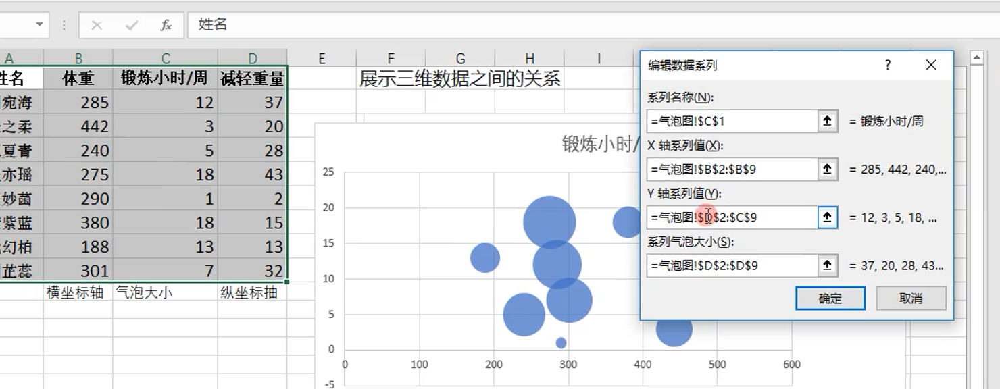 姓名
A B C D E F G H I
姓名 体重 锻炼小时/周 减轻重量 展示三维数据之间的关系
宛海 285 12 37
之柔 442 3 20
夏青 240 5 28
亦瑶 275 18 43
妙菡 290 1 2
紫蓝 380 18 15
幻柏 188 13 13
芷蕊 301 7 32
横坐标轴 气泡大小 纵坐标抽
锻炼小时/
25
20
15
10
5
0
-5
0 100 200 300 400 500 600
编辑数据系列 ?
系列名称(N):
=气泡图!$C$1 = 锻炼小时/周
X 轴系列值(X):
=气泡图!$B$2:$B$9 = 285, 442, 240,...
Y 轴系列值(Y):
=气泡图!$D$2:$C$9 = 12, 3, 5, 18, ...
系列气泡大小(S):
=气泡图!$D$2:$D$9 = 37, 20, 28, 43...
确定 取消